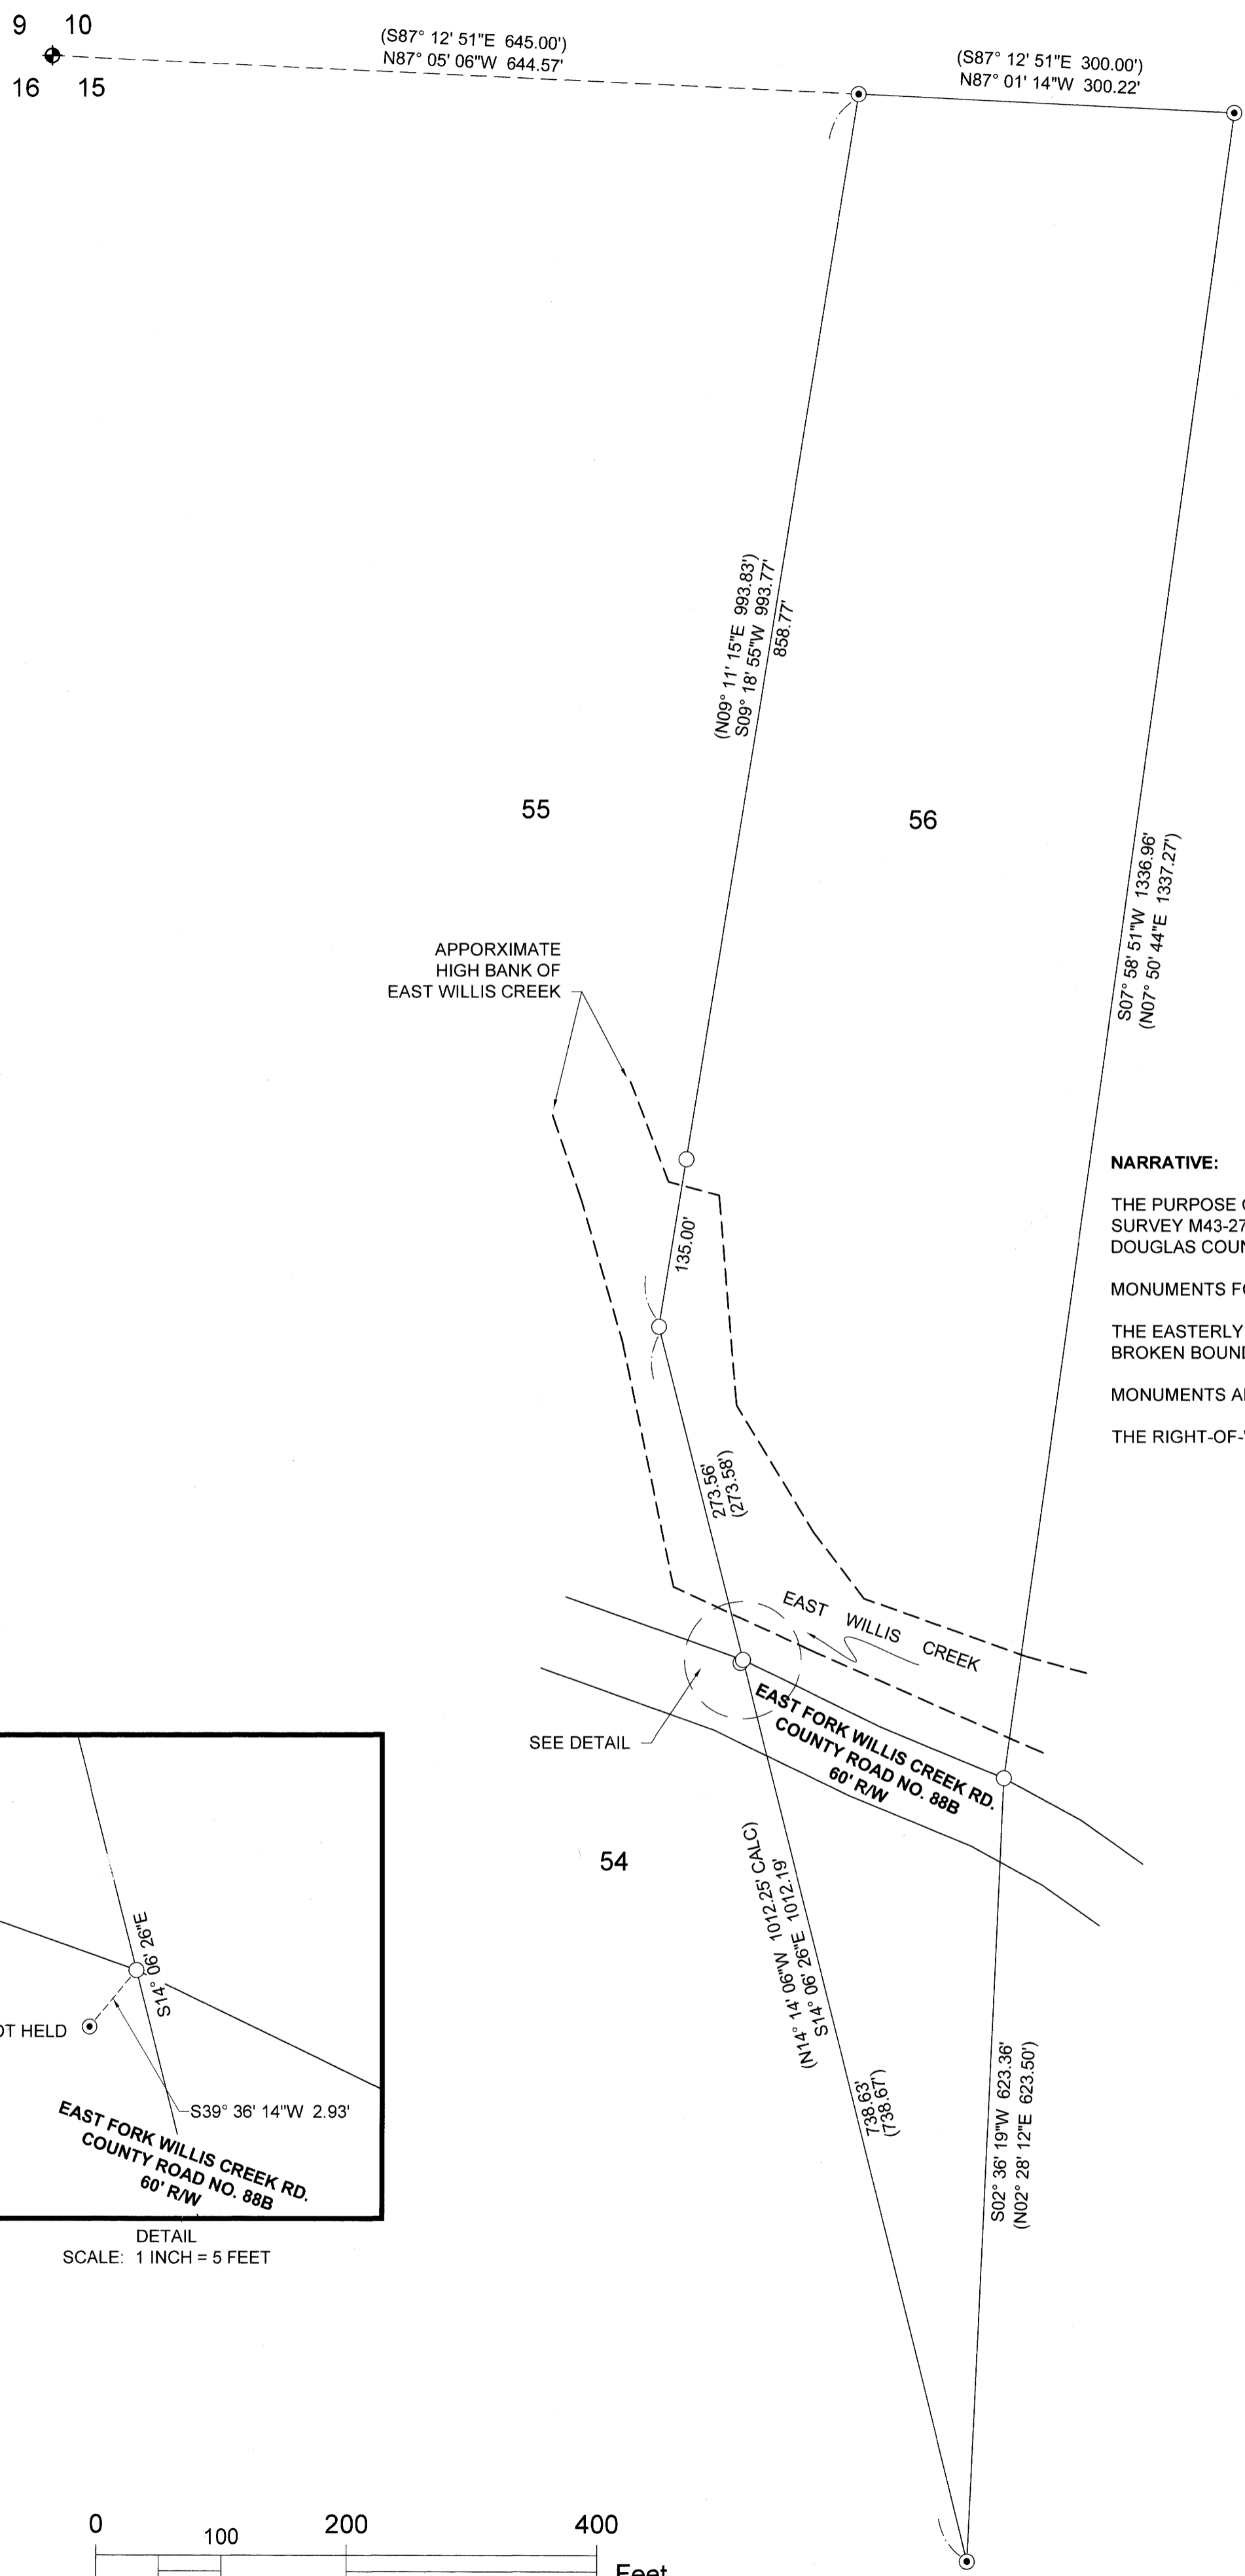 9 10
16 15
(S87° 12' 51"E 645.00')
N87° 05' 06"W 644.57'
(S87° 12' 51"E 300.00')
N87° 01' 14"W 300.22'
(N09° 11' 15"E 993.83')
S09° 18' 55"W 993.77'
858.77'
55
56
S07° 58' 51"W 1336.96'
(N07° 50' 44"E 1337.27')
APPORXIMATE
HIGH BANK OF
EAST WILLIS CREEK
135.00'
NARRATIVE:
THE PURPOSE
SURVEY M43-27
DOUGLAS COUN
MONUMENTS FO
THE EASTERLY
BROKEN BOUND
MONUMENTS A
THE RIGHT-OF-
273.56'
(273.58')
EAST WILLIS CREEK
SEE DETAIL
EAST FORK WILLIS CREEK RD.
COUNTY ROAD NO. 88B
60' R/W
54
(N14° 14' 06"W 1012.25' CALC)
S14° 06' 26"E 1012.19'
738.63'
(738.67')
S02° 36' 19"W 623.36'
(N02° 28' 12"E 623.50')
S14° 06' 26"E
OT HELD
S39° 36' 14"W 2.93'
EAST FORK WILLIS CREEK RD.
COUNTY ROAD NO. 88B
60' R/W
DETAIL
SCALE: 1 INCH = 5 FEET
0 100 200 400
Feet